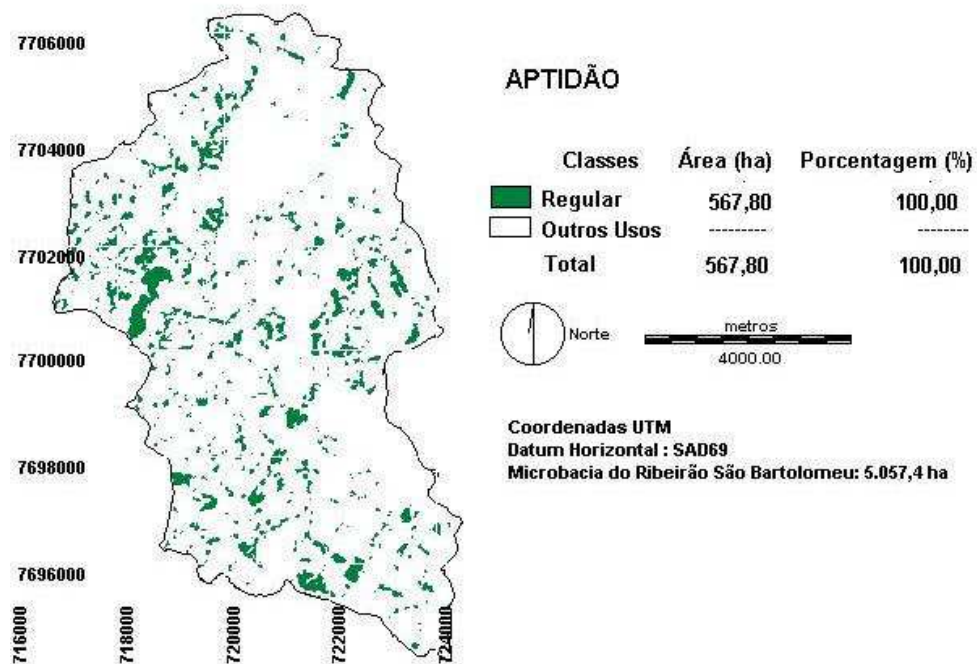 7706000
7704000
7702000
7700000
7698000
7696000
716000
718000
720000
722000
724000
APTIDÃO
Classes Área (ha) Porcentagem (%)
Regular 567,80 100,00
Outros Usos -------- -------
Total 567,80 100,00
Norte
metros
4000.00
Coordenadas UTM
Datum Horizontal : SAD69
Microbacia do Ribeirão São Bartolomeu: 5.057,4 ha